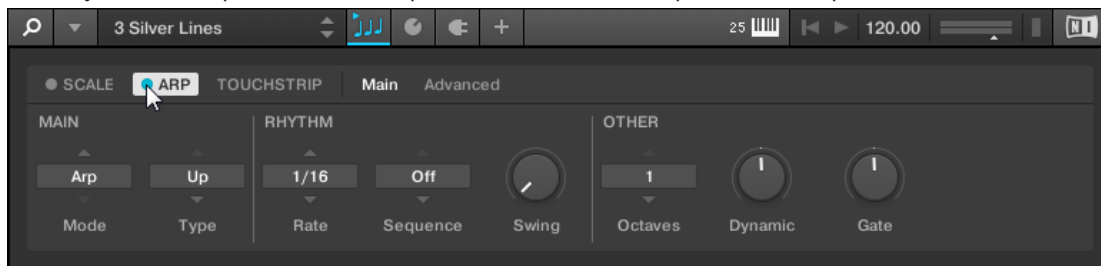 3 Silver Lines 25 120.00 NI
SCALE ARP TOUCHSTRIP Main Advanced
MAIN RHYTHM OTHER
Arp Up 1/16 Off 1
Mode Type Rate Sequence Swing Octaves Dynamic Gate